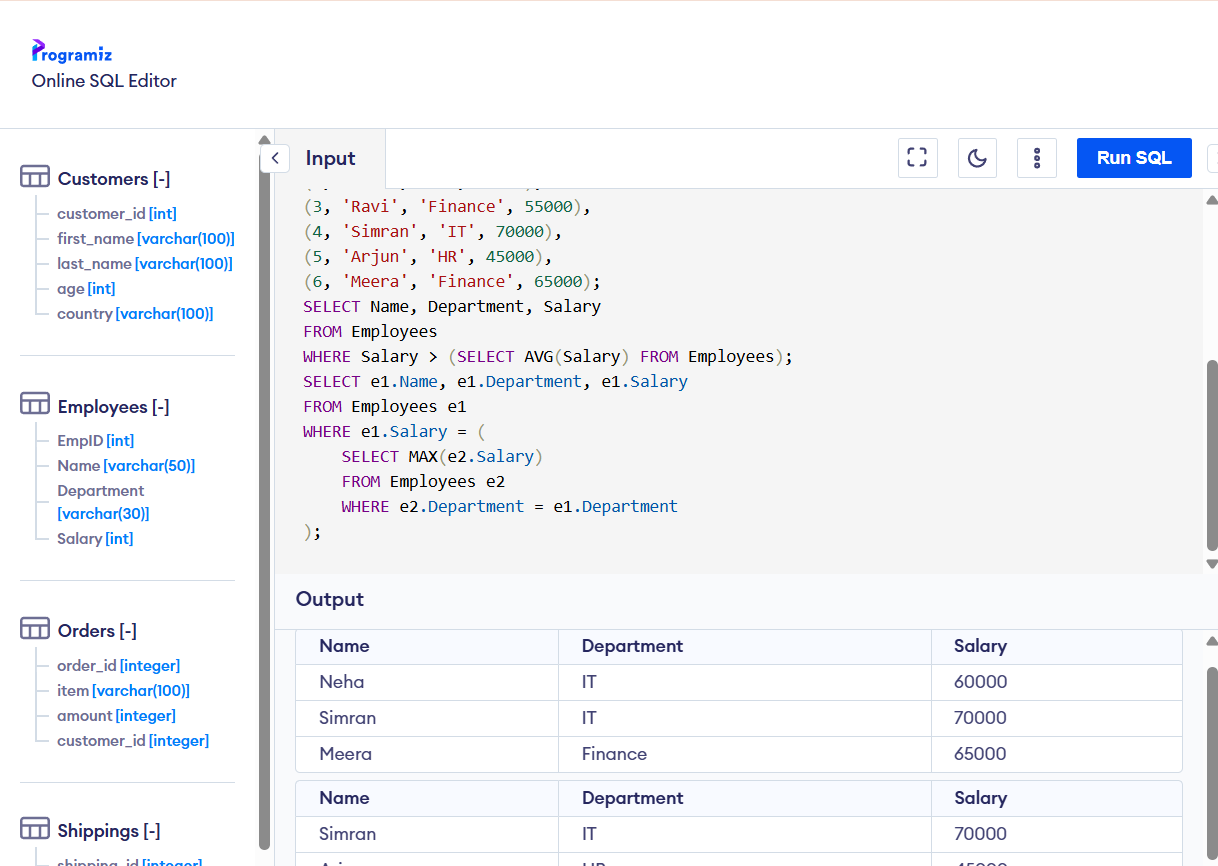 Programiz
Online SQL Editor
Customers [-]
customer_id [int]
first_name [varchar(100)]
last_name [varchar(100)]
age [int]
country [varchar(100)]
Employees [-]
EmpID [int]
Name [varchar(50)]
Department
[varchar(30)]
Salary [int]
Orders [-]
order_id [integer]
item [varchar(100)]
amount [integer]
customer_id [integer]
Shippings [-]
shipping_id [integer]
Input
Run SQL
(3, 'Ravi', 'Finance', 55000),
(4, 'Simran', 'IT', 70000),
(5, 'Arjun', 'HR', 45000),
(6, 'Meera', 'Finance', 65000);
SELECT Name, Department, Salary
FROM Employees
WHERE Salary > (SELECT AVG(Salary) FROM Employees);
SELECT e1.Name, e1.Department, e1.Salary
FROM Employees e1
WHERE e1.Salary = (
    SELECT MAX(e2.Salary)
    FROM Employees e2
    WHERE e2.Department = e1.Department
);
Output
Name Department Salary
Neha IT 60000
Simran IT 70000
Meera Finance 65000
Name Department Salary
Simran IT 70000